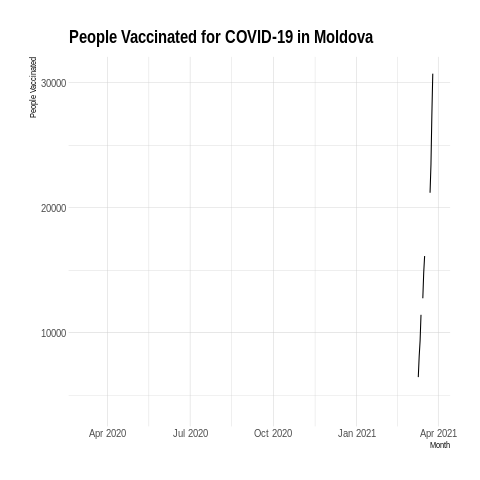 People Vaccinated for COVID-19 in Moldova
People Vaccinated
30000
20000
10000
Apr 2020 Jul 2020 Oct 2020 Jan 2021 Apr 2021
Month